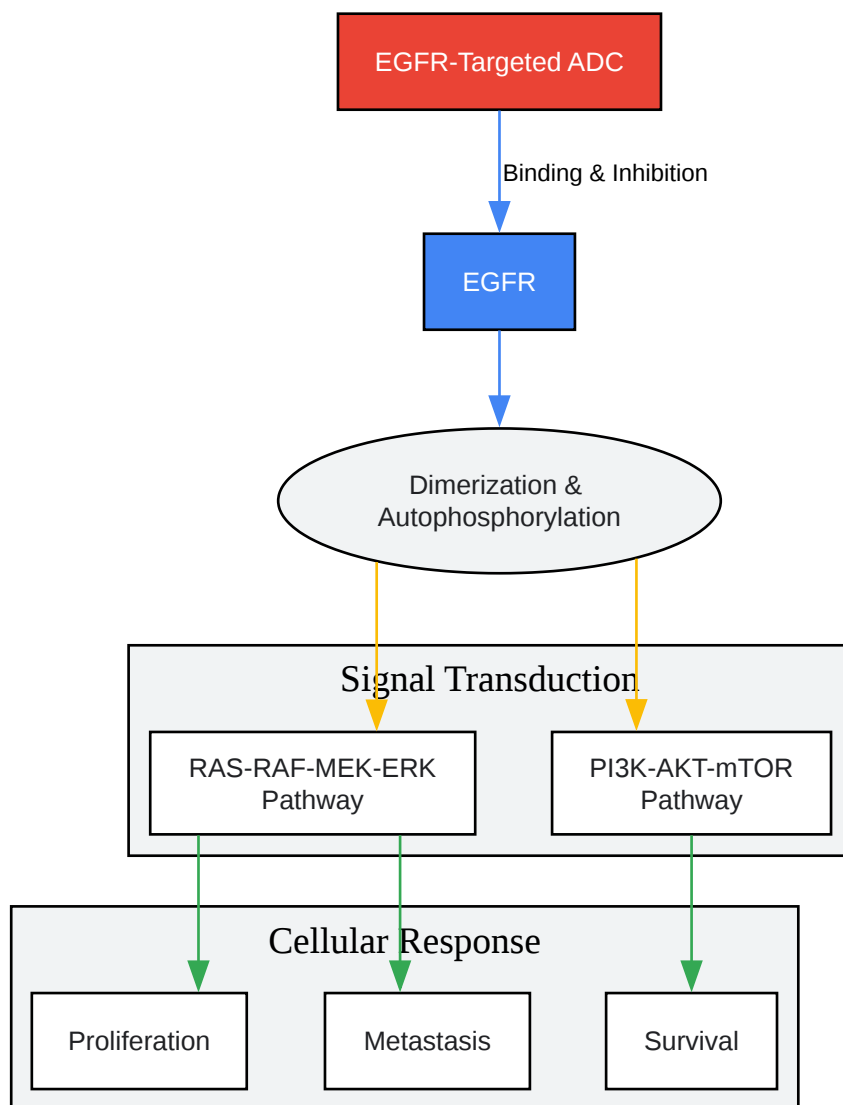 EGFR-Targeted ADC
Binding & Inhibition
EGFR
Dimerization &
Autophosphorylation
Signal Transduction
RAS-RAF-MEK-ERK
Pathway
PI3K-AKT-mTOR
Pathway
Cellular Response
Proliferation
Metastasis
Survival